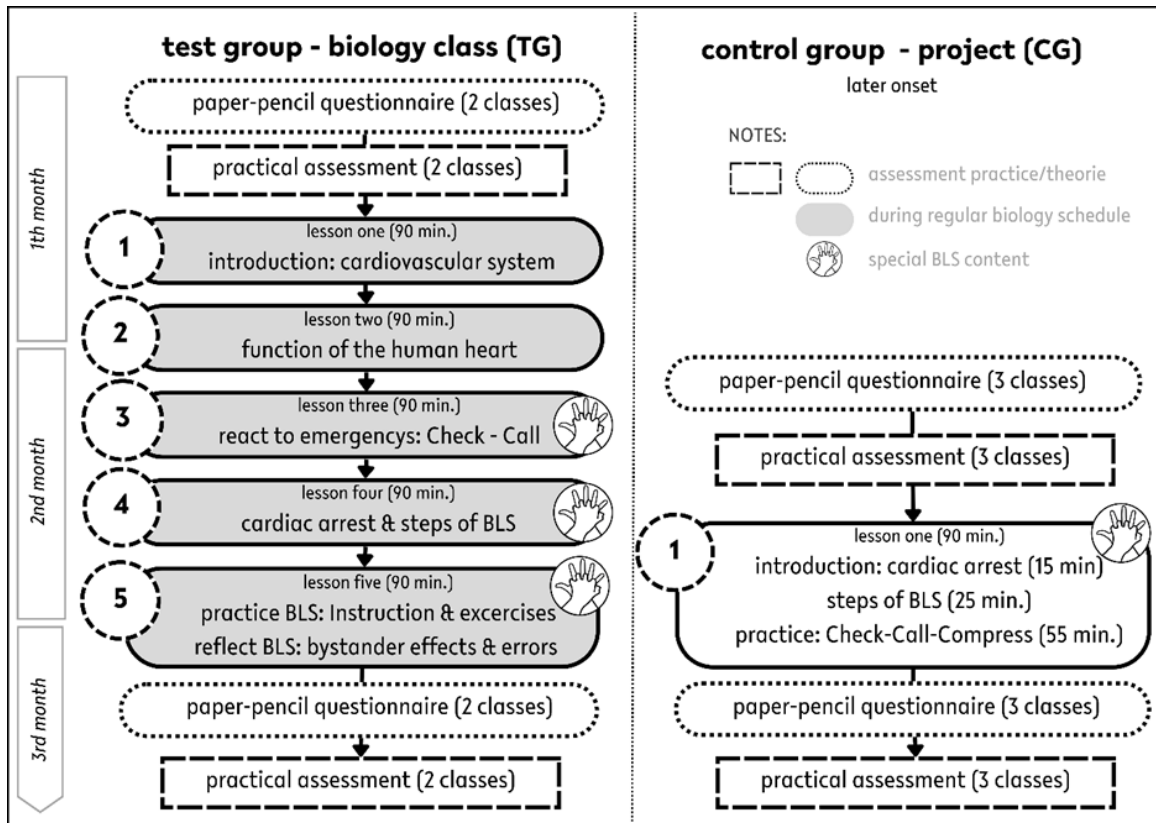 test group - biology class (TG)
paper-pencil questionnaire (2 classes)
practical assessment (2 classes)
1
lesson one (90 min.)
introduction: cardiovascular system
2
lesson two (90 min.)
function of the human heart
3
lesson three (90 min.)
react to emergencys: Check - Call
4
lesson four (90 min.)
cardiac arrest & steps of BLS
5
lesson five (90 min.)
practice BLS: Instruction & excercises
reflect BLS: bystander effects & errors
paper-pencil questionnaire (2 classes)
practical assessment (2 classes)
1th month
2nd month
3rd month
control group - project (CG)
later onset
NOTES:
assessment practice/theorie
during regular biology schedule
special BLS content
paper-pencil questionnaire (3 classes)
practical assessment (3 classes)
1
lesson one (90 min.)
introduction: cardiac arrest (15 min)
steps of BLS (25 min.)
practice: Check-Call-Compress (55 min.)
paper-pencil questionnaire (3 classes)
practical assessment (3 classes)